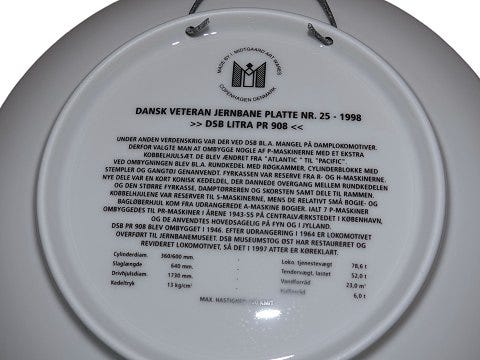 MADE BY I. MIDTGAARD ART WARES
COPENHAGEN DENMARK
DANSK VETERAN JERNBANE PLATTE NR. 25 - 1998
>> DSB LITRA PR 908 <<
UNDER ANDEN VERDENSKRIG VAR DER VED DSB BL.A. MANGEL PÅ DAMPLOKOMOTIVER.
DERFOR VALGTE MAN AT OMBYGGE NOGLE AF P-MASKINERNE MED ET EKSTRA
KOBBELHJULSÆT. DE BLEV ÆNDRET FRA "ATLANTIC " TIL "PACIFIC".
VED OMBYGNINGEN BLEV BL.A. RUNDKEDEL MED RØGKAMMER, CYLINDERBLOKKE MED
STEMPLER OG GANGTØJ GENANVENDT. FYRKASSEN VAR RESERVE FRA R- OG H-MASKINERNE.
NYE DELE VAR EN KORT KONISK KEDELDEL, DER DANNEDE OVERGANG MELLEM RUNDKEDELEN
OG DEN STØRRE FYRKASSE, DAMPTØRREREN OG SKORSTEN SAMT DELE TIL RAMMEN.
KOBBELHJULENE VAR RESERVE TIL S-MASKINERNE, MENS DE RELATIVT SMÅ BOGIE- OG
BAGLØBERHJUL KOM FRA UDRANGEREDE A-MASKINE BOGIER. IALT 7 P-MASKINER
OMBYGGEDES TIL PR-MASKINER I ÅRENE 1943-55 PÅ CENTRALVÆRKSTEDET I KØBENHAVN,
OG DE ANVENDTES HOVEDSAGELIG PÅ FYN OG I JYLLAND.
DSB PR 908 BLEV OMBYGGET I 1946. EFTER UDRANGERING I 1964 ER LOKOMOTIVET
OVERFØRT TIL JERNBANEMUSEET. DSB MUSEUMSTOG ØST HAR RESTAURERET OG
REVIDERET LOKOMOTIVET, SÅ DET I 1997 ATTER ER KØREKLART.
Cylinderdiam. 360/600 mm. Loko. tjenestevægt 78,6 t
Slaglængde 640 mm. Tendervægt, lastet 52,0 t
Drivhjulsdiam. 1730 mm. Vandforråd 23,0 m³
Kedeltryk 13 kg/cm² Kulforråd 6,0 t
MAX. HASTIGHED